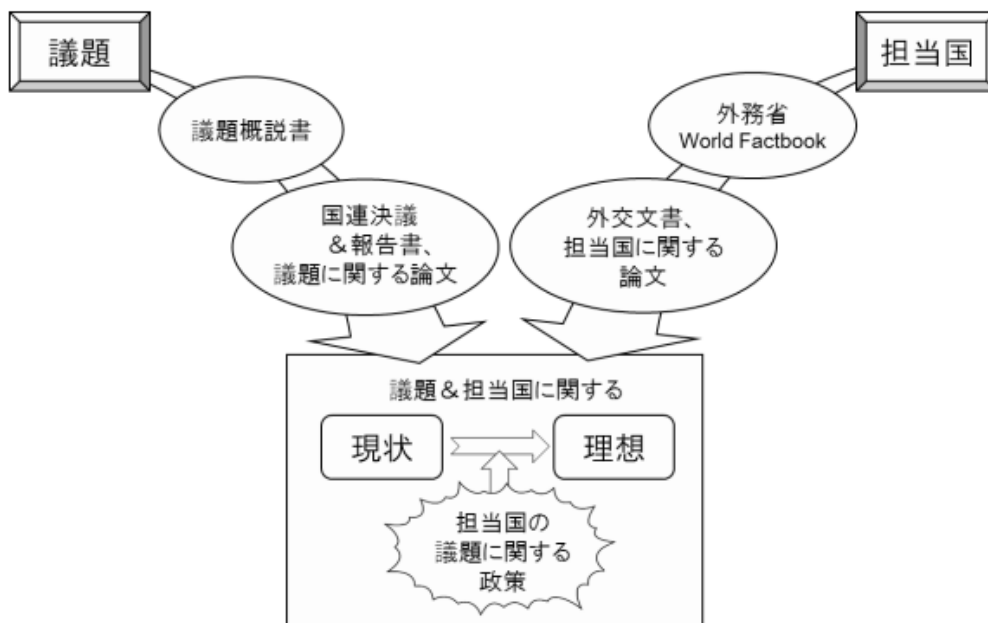 議題
担当国
議題概説書
外務省
World Factbook
国連決議
＆報告書、
議題に関する論文
外交文書、
担当国に関する
論文
議題＆担当国に関する
現状
理想
担当国の
議題に関する
政策